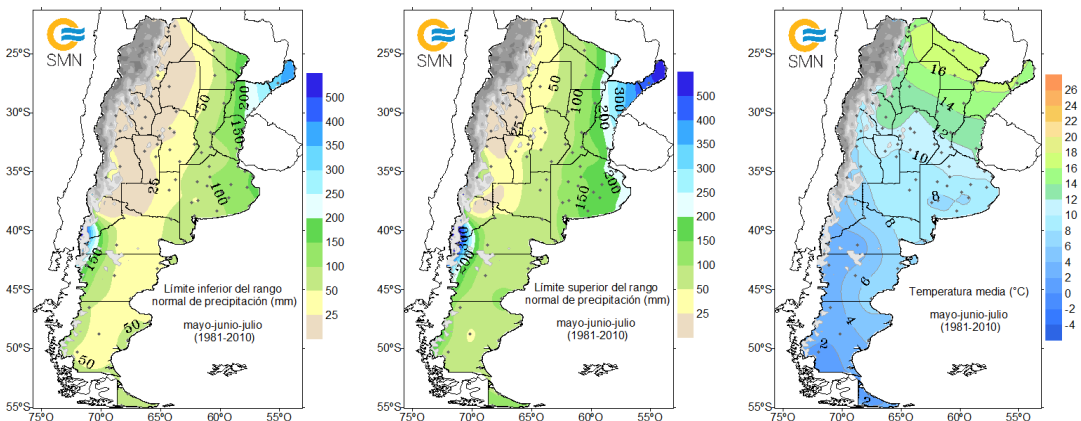 SMN
25°S
30°S
35°S
40°S
45°S
50°S
55°S
75°O
70°O
65°O
60°O
55°O
50
200
150
25
100
150
50
50
Límite inferior del rango
normal de precipitación (mm)
mayo-junio-julio
(1981-2010)
500
400
350
300
250
200
150
100
50
25
SMN
25°S
30°S
35°S
40°S
45°S
50°S
55°S
75°O
70°O
65°O
60°O
55°O
50
100
300
200
25
150
200
200
Límite superior del rango
normal de precipitación (mm)
mayo-junio-julio
(1981-2010)
500
400
350
300
250
200
150
100
50
25
SMN
25°S
30°S
35°S
40°S
45°S
50°S
55°S
75°O
70°O
65°O
60°O
55°O
16
14
12
10
8
8
6
4
2
2
Temperatura media (°C)
mayo-junio-julio
(1981-2010)
26
24
22
20
18
16
14
12
10
8
6
4
2
0
-2
-4